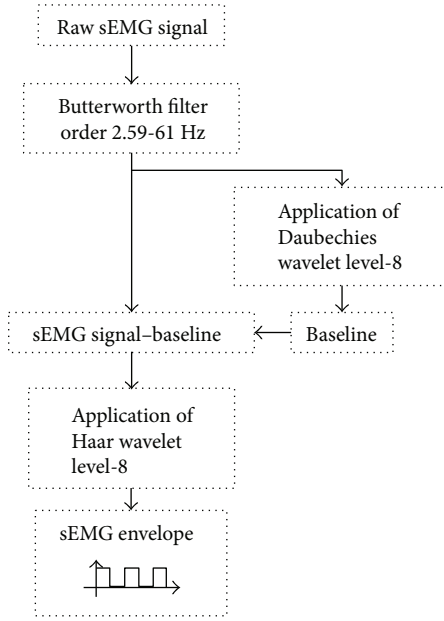 Raw sEMG signal
Butterworth filter
order 2.59-61 Hz
Application of
Daubechies
wavelet level-8
sEMG signal–baseline
Baseline
Application of
Haar wavelet
level-8
sEMG envelope